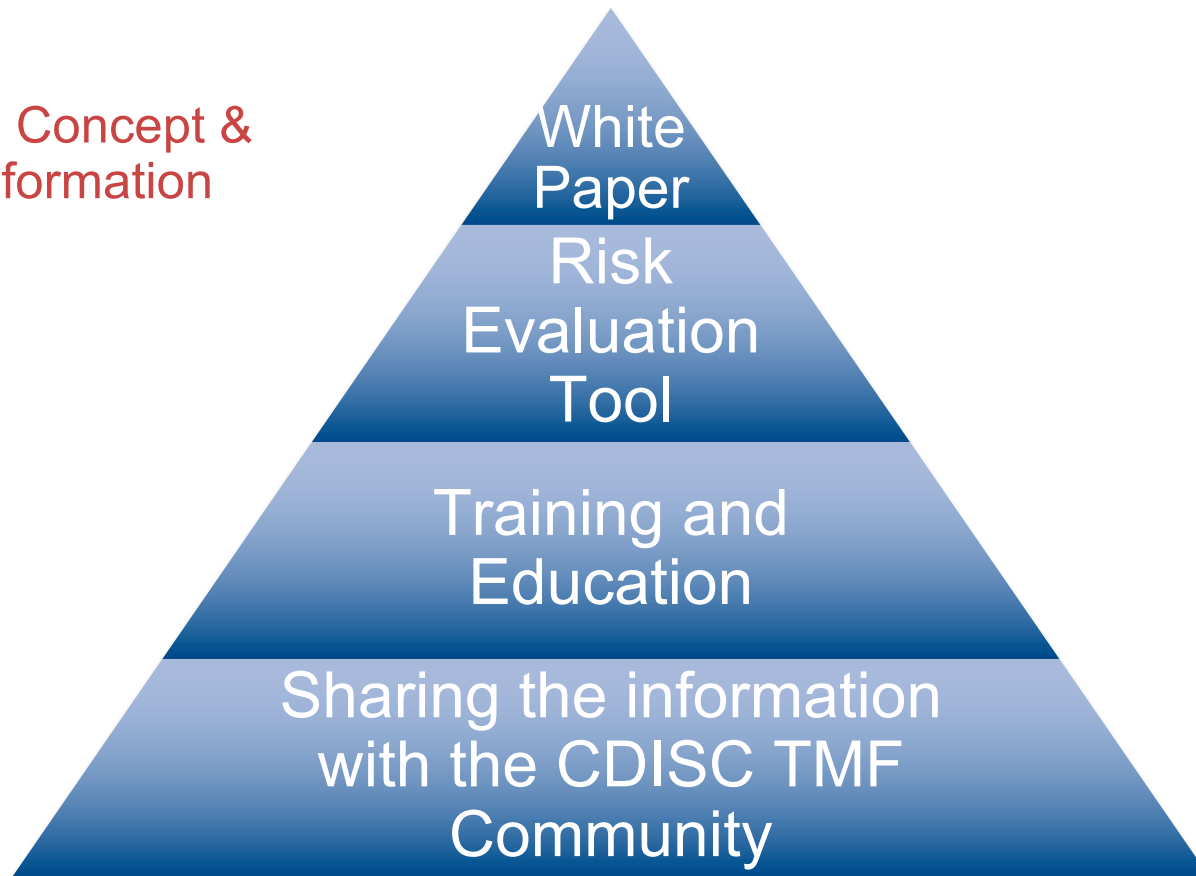 Concept &
formation
White
Paper
Risk
Evaluation
Tool
Training and
Education
Sharing the information
with the CDISC TMF
Community